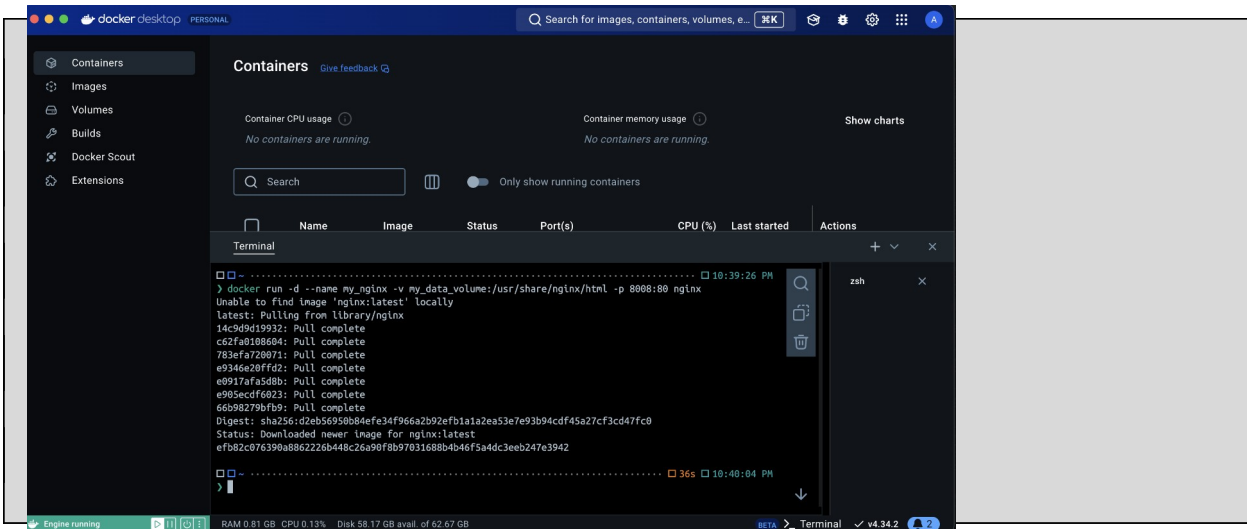 docker desktop PERSONAL
Search for images, containers, volumes, e... ⌘K
A
Containers
Images
Volumes
Builds
Docker Scout
Extensions
Containers Give feedback
Container CPU usage
No containers are running.
Container memory usage
No containers are running.
Show charts
Search
Only show running containers
Name Image Status Port(s) CPU (%) Last started Actions
Terminal
~ 10:39:26 PM
❯ docker run -d --name my_nginx -v my_data_volume:/usr/share/nginx/html -p 8008:80 nginx
Unable to find image 'nginx:latest' locally
latest: Pulling from library/nginx
14c9d9d19932: Pull complete
c62fa0108604: Pull complete
783efa720071: Pull complete
e9346e20ffd2: Pull complete
e0917afa5d8b: Pull complete
e905ecdf6023: Pull complete
66b98279bfb9: Pull complete
Digest: sha256:d2eb56950b84efe34f966a2b92efb1a1a2ea53e7e93b94cdf45a27cf3cd47fc0
Status: Downloaded newer image for nginx:latest
efb82c076390a8862226b448c26a90f8b97031688b4b46f5a4dc3eeb247e3942
~ 36s 10:40:04 PM
❯
zsh
Engine running
RAM 0.81 GB CPU 0.13% Disk 58.17 GB avail. of 62.67 GB
BETA Terminal v4.34.2 2